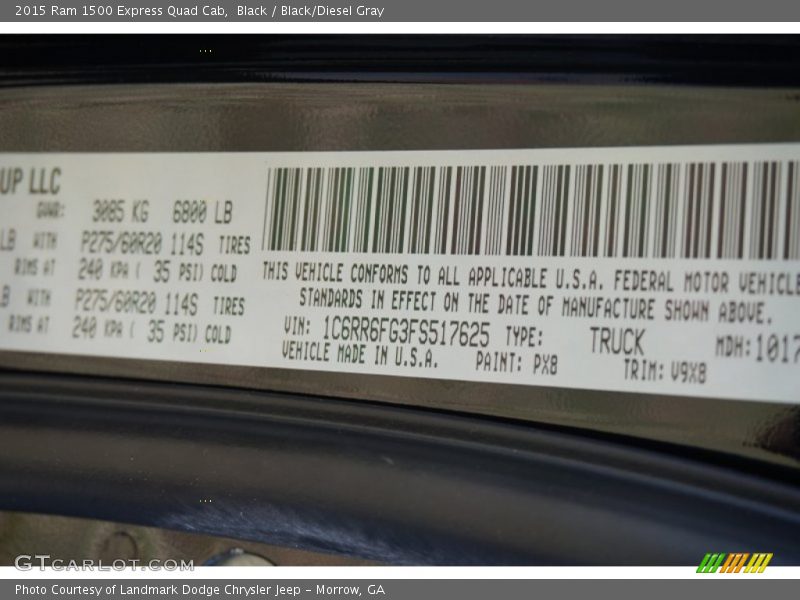 2015 Ram 1500 Express Quad Cab,  Black / Black/Diesel Gray
UP LLC
GVWR: 3085 KG 6800 LB
LB WITH P275/60R20 114S TIRES
RIMS AT 240 KPA ( 35 PSI) COLD
LB WITH P275/60R20 114S TIRES
RIMS AT 240 KPA ( 35 PSI) COLD
THIS VEHICLE CONFORMS TO ALL APPLICABLE U.S.A. FEDERAL MOTOR VEHICLE
STANDARDS IN EFFECT ON THE DATE OF MANUFACTURE SHOWN ABOVE.
VIN: 1C6RR6FG3FS517625 TYPE: TRUCK MDH: 1017
VEHICLE MADE IN U.S.A. PAINT: PX8 TRIM: V9X8
GTCARLOT.COM
Photo Courtesy of Landmark Dodge Chrysler Jeep - Morrow, GA